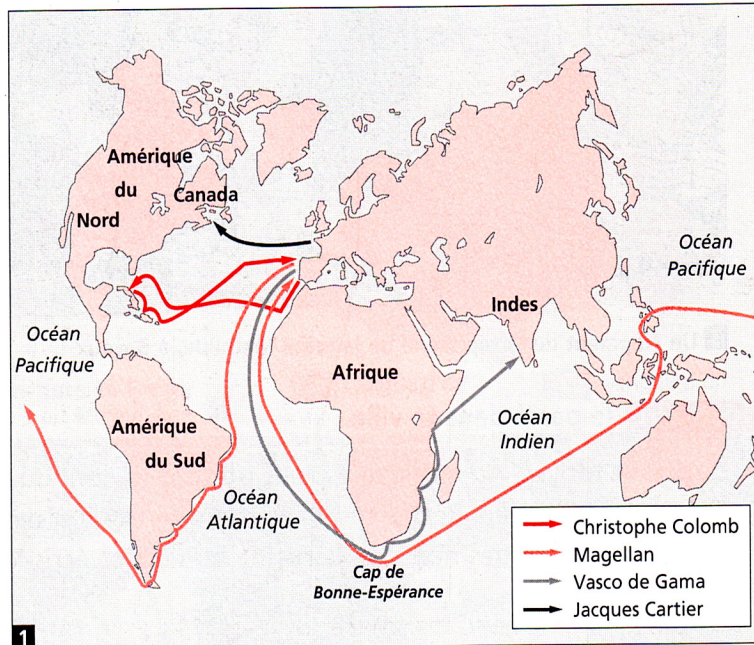 Amérique
du
Nord
Canada
Océan
Pacifique
Indes
Océan
Pacifique
Afrique
Océan
Indien
Amérique
du Sud
Océan
Atlantique
Cap de
Bonne-Espérance
Christophe Colomb
Magellan
Vasco de Gama
Jacques Cartier
1